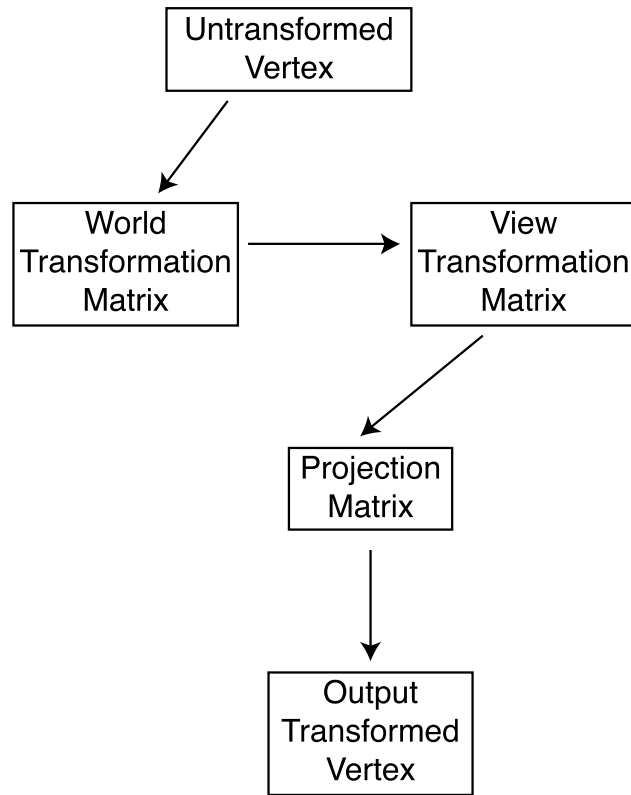 Untransformed
Vertex
World
Transformation
Matrix
View
Transformation
Matrix
Projection
Matrix
Output
Transformed
Vertex